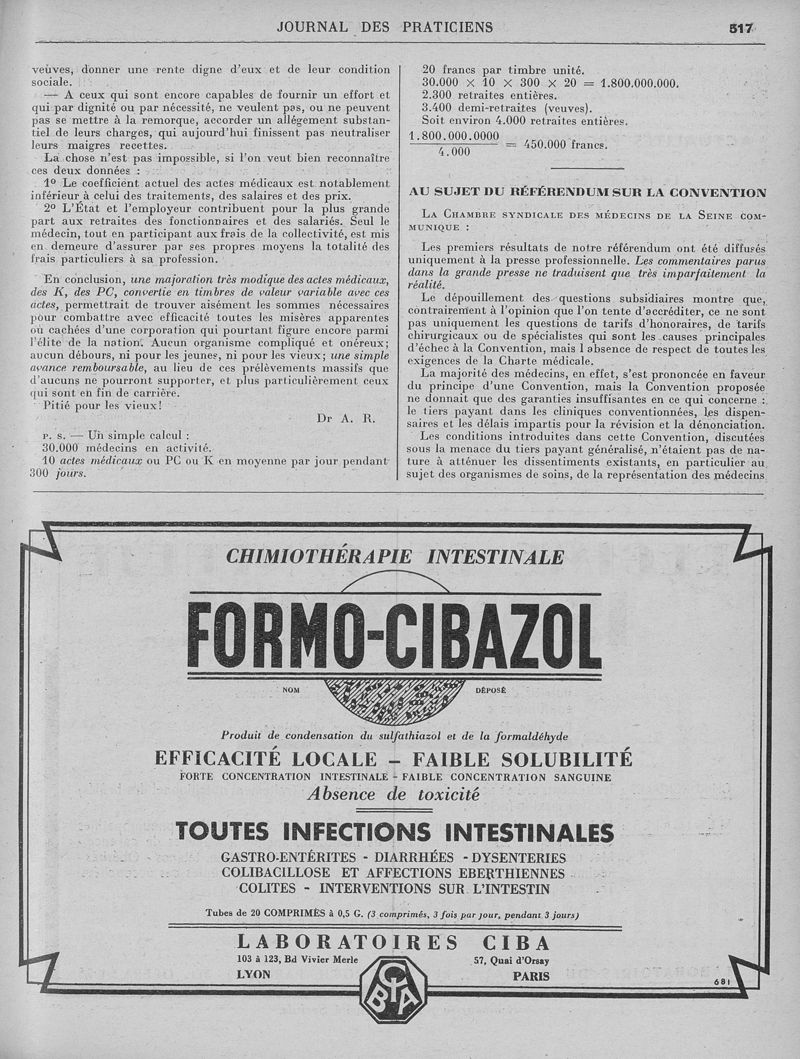 JOURNAL DES PRATICIENS 517
veuves, donner une rente digne d'eux et de leur condition
sociale.
— A ceux qui sont encore capables de fournir un effort et
qui par dignité ou par nécessité, ne veulent pas, ou ne peuvent
pas se mettre à la remorque, accorder un allégement substan-
tiel de leurs charges, qui aujourd'hui finissent pas neutraliser
leurs maigres recettes.
La chose n'est pas impossible, si l'on veut bien reconnaître
ces deux données :
1° Le coefficient actuel des actes médicaux est notablement
inférieur à celui des traitements, des salaires et des prix.
2° L'État et l'employeur contribuent pour la plus grande
part aux retraites des fonctionnaires et des salariés. Seul le
médecin, tout en participant aux frais de la collectivité, est mis
en demeure d'assurer par ses propres moyens la totalité des
frais particuliers à sa profession.
En conclusion, une majoration très modique des actes médicaux,
des K, des PC, convertie en timbres de valeur variable avec ces
actes, permettrait de trouver aisément les sommes nécessaires
pour combattre avec efficacité toutes les misères apparentes
où cachées d'une corporation qui pourtant figure encore parmi
l'élite de la nation. Aucun organisme compliqué et onéreux;
aucun débours, ni pour les jeunes, ni pour les vieux; une simple
avance remboursable, au lieu de ces prélèvements massifs que
d'aucuns ne pourront supporter, et plus particulièrement ceux
qui sont en fin de carrière.
Pitié pour les vieux!
Dr A. R.
P. S. — Un simple calcul :
30.000 médecins en activité.
10 actes médicaux ou PC ou K en moyenne par jour pendant
300 jours.
20 francs par timbre unité.
30.000 X 10 X 300 X 20 = 1.800.000.000.
2.300 retraites entières.
3.400 demi-retraites (veuves).
Soit environ 4.000 retraites entières.
1.800.000.0000
4.000
= 450.000 francs.
AU SUJET DU RÉFÉRENDUM SUR LA CONVENTION
LA CHAMBRE SYNDICALE DES MÉDECINS DE LA SEINE COM-
MUNIQUE :
Les premiers résultats de notre référendum ont été diffusés
uniquement à la presse professionnelle. Les commentaires parus
dans la grande presse ne traduisent que très imparfaitement la
réalité.
Le dépouillement des questions subsidiaires montre que,
contrairement à l'opinion que l'on tente d'accréditer, ce ne sont
pas uniquement les questions de tarifs d'honoraires, de tarifs
chirurgicaux ou de spécialistes qui sont les causes principales
d'échec à la Convention, mais l absence de respect de toutes les
exigences de la Charte médicale.
La majorité des médecins, en effet, s'est prononcée en faveur
du principe d'une Convention, mais la Convention proposée
ne donnait que des garanties insuffisantes en ce qui concerne :
le tiers payant dans les cliniques conventionnées, les dispen-
saires et les délais impartis pour la révision et la dénonciation.
Les conditions introduites dans cette Convention, discutées
sous la menace du tiers payant généralisé, n'étaient pas de na-
ture à atténuer les dissentiments existants, en particulier au
sujet des organismes de soins, de la représentation des médecins
CHIMIOTHÉRAPIE INTESTINALE
FORMO-CIBAZOL
NOM DÉPOSÉ
Produit de condensation du sulfathiazol et de la formaldéhyde
EFFICACITÉ LOCALE – FAIBLE SOLUBILITÉ
FORTE CONCENTRATION INTESTINALE - FAIBLE CONCENTRATION SANGUINE
Absence de toxicité
TOUTES INFECTIONS INTESTINALES
GASTRO-ENTÉRITES - DIARRHÉES - DYSENTERIES
COLIBACILLOSE ET AFFECTIONS EBERTHIENNES
COLITES - INTERVENTIONS SUR L'INTESTIN
Tubes de 20 COMPRIMÉS à 0,5 G. (3 comprimés, 3 fois par jour, pendant 3 jours)
LABORATOIRES CIBA
103 à 123, Bd Vivier Merle 57, Quai d'Orsay
LYON PARIS
CIBA
681